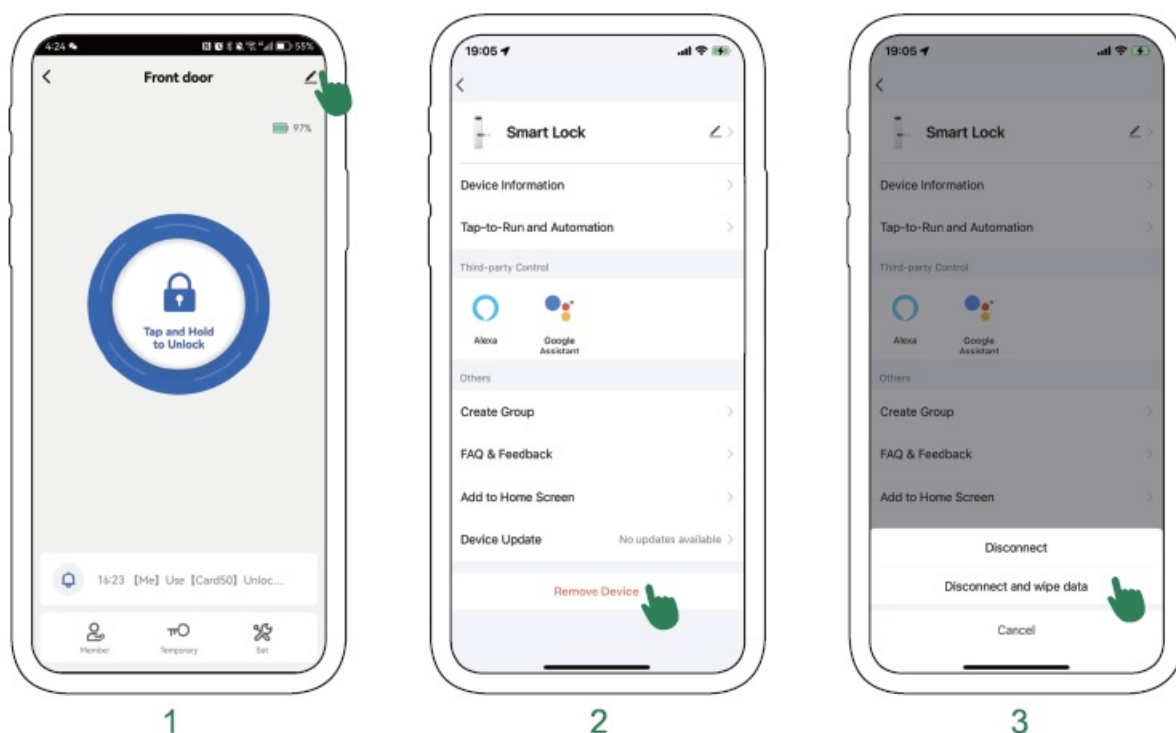 4:24
55%
Front door
97%
Tap and Hold
to Unlock
16:23 【Me】Use【Card50】Unloc...
Member
Temporary
Set
1
19:05
Smart Lock
Device Information
Tap-to-Run and Automation
Third-party Control
Alexa
Google
Assistant
Others
Create Group
FAQ & Feedback
Add to Home Screen
Device Update
No updates available
Remove Device
2
19:05
Smart Lock
Device Information
Tap-to-Run and Automation
Third-party Control
Alexa
Google
Assistant
Others
Create Group
FAQ & Feedback
Add to Home Screen
Disconnect
Disconnect and wipe data
Cancel
3